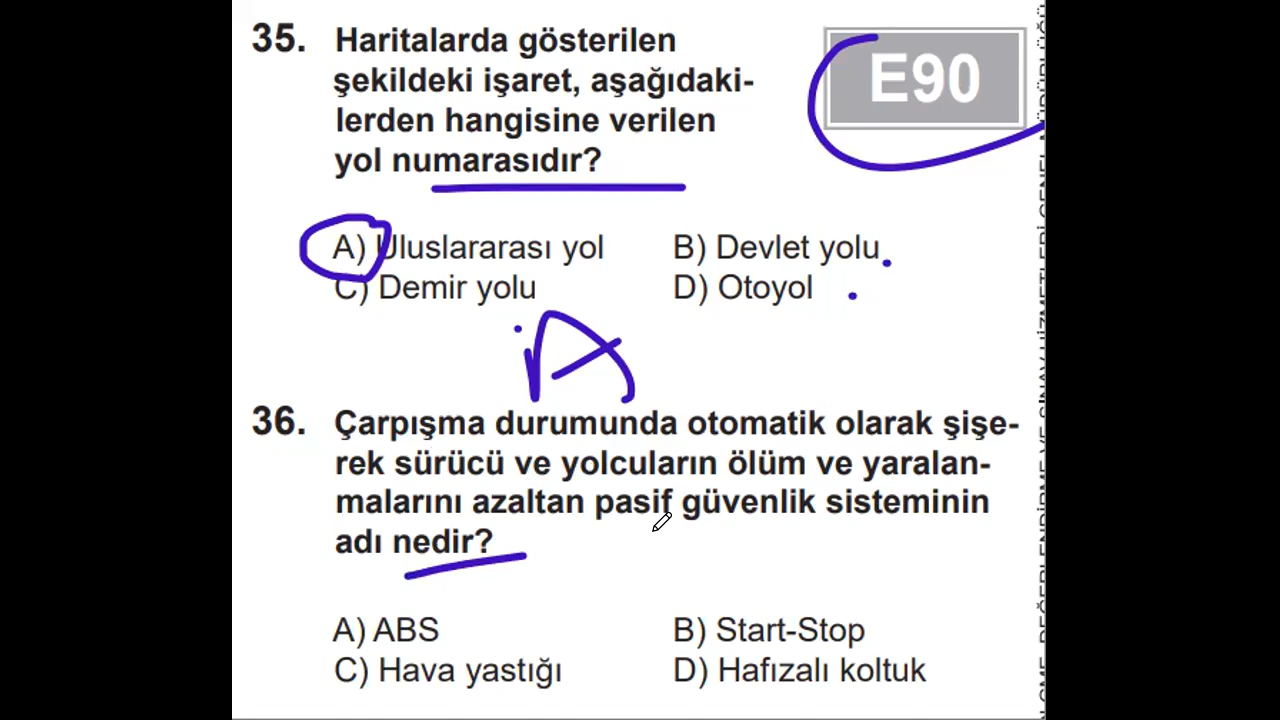 35. Haritalarda gösterilen
şekildeki işaret, aşağıdaki-
lerden hangisine verilen
yol numarasıdır?
E90
A) Uluslararası yol
B) Devlet yolu
C) Demir yolu
D) Otoyol
A
36. Çarpışma durumunda otomatik olarak şişe-
rek sürücü ve yolcuların ölüm ve yaralan-
malarını azaltan pasif güvenlik sisteminin
adı nedir?
A) ABS
B) Start-Stop
C) Hava yastığı
D) Hafızalı koltuk